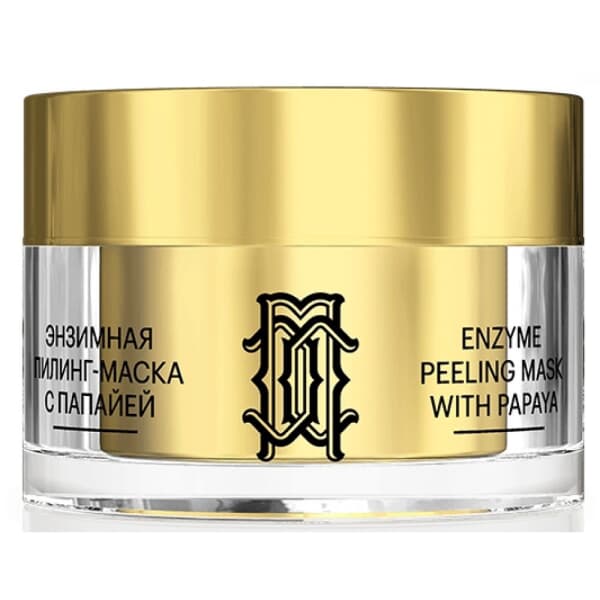 ЭНЗИМНАЯ
ПИЛИНГ-МАСКА
С ПАПАЙЕЙ
ENZYME
PEELING MASK
WITH PAPAYA